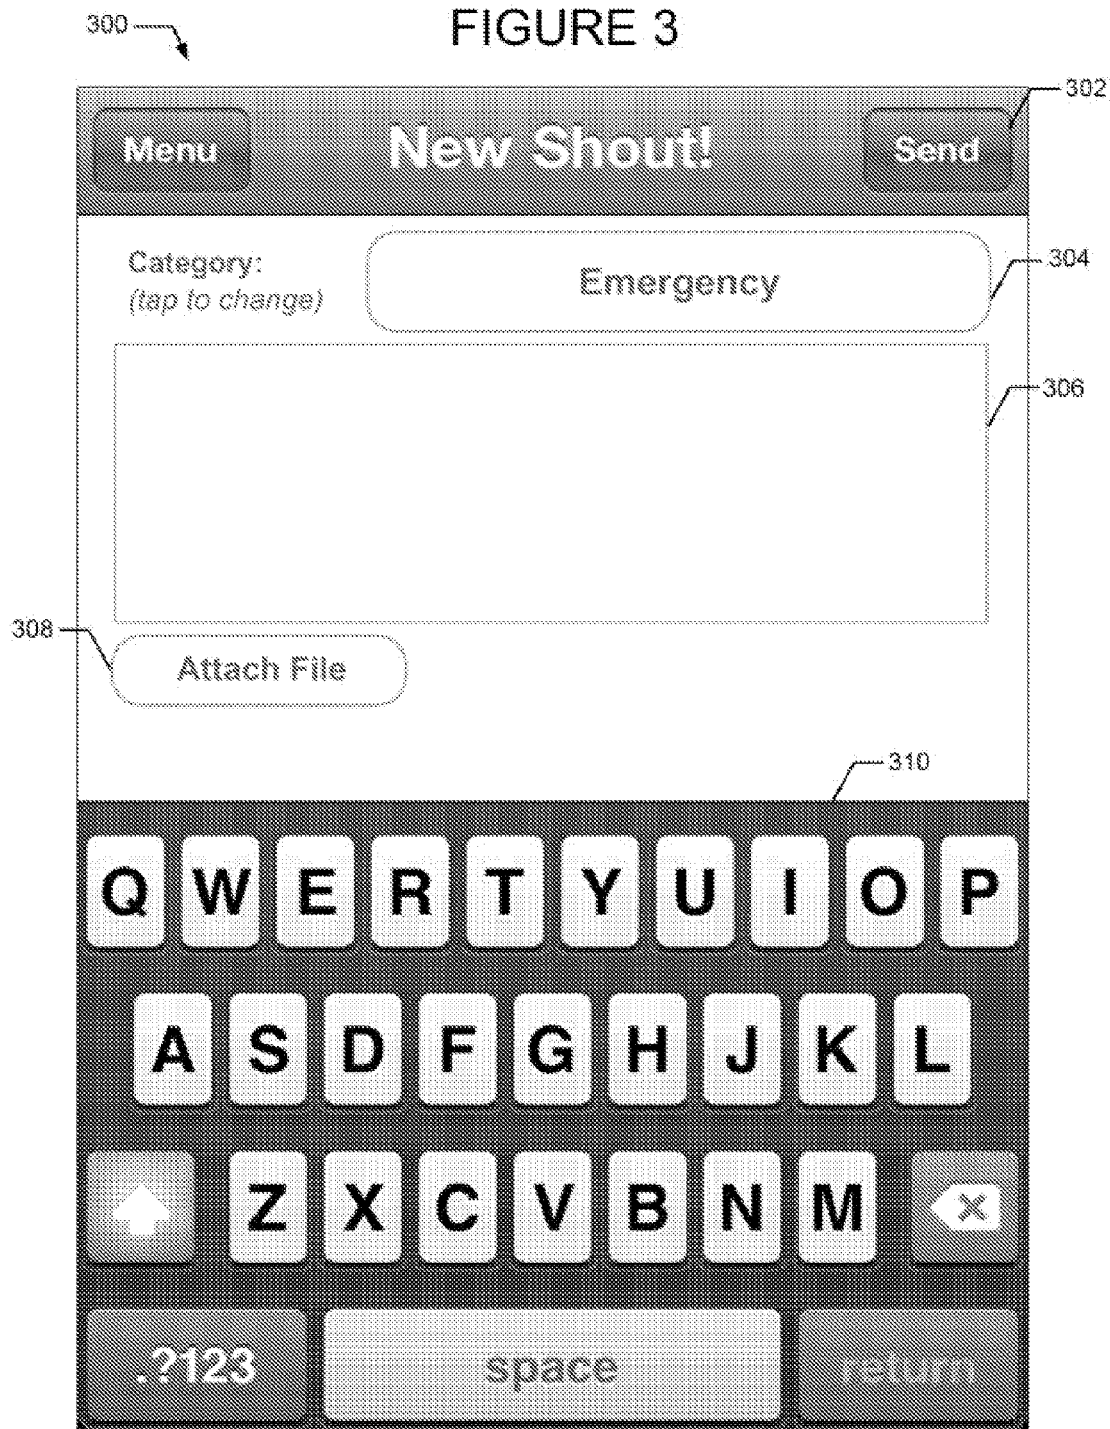 FIGURE 3
300
302
Menu New Shout! Send
Category: Emergency
304
(tap to change)
306
308
Attach File
310
Q W E R T Y U I O P
A S D F G H J K L
Z X C V B N M
.?123 space return